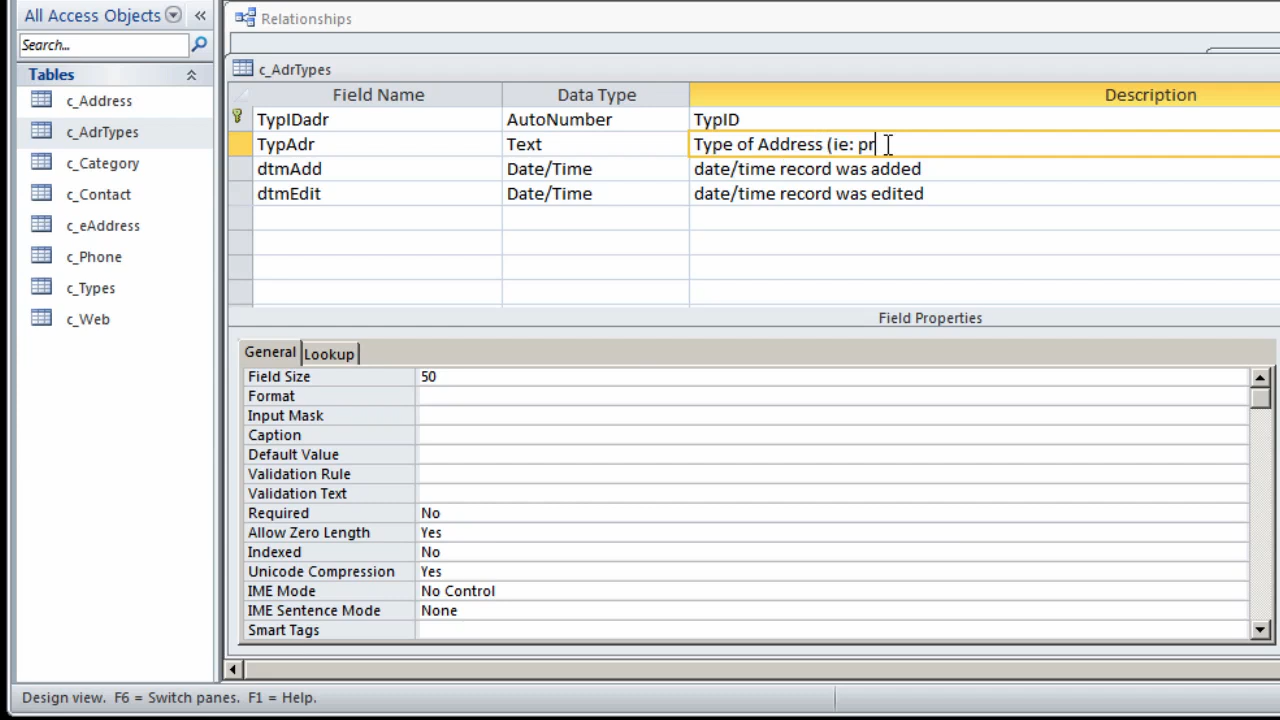 All Access Objects
Search...
Tables
c_Address
c_AdrTypes
c_Category
c_Contact
c_eAddress
c_Phone
c_Types
c_Web
Relationships
c_AdrTypes
Field Name Data Type Description
TypIDadr AutoNumber TypID
TypAdr Text Type of Address (ie: pr
dtmAdd Date/Time date/time record was added
dtmEdit Date/Time date/time record was edited
Field Properties
General Lookup
Field Size 50
Format
Input Mask
Caption
Default Value
Validation Rule
Validation Text
Required No
Allow Zero Length Yes
Indexed No
Unicode Compression Yes
IME Mode No Control
IME Sentence Mode None
Smart Tags
Design view. F6 = Switch panes. F1 = Help.